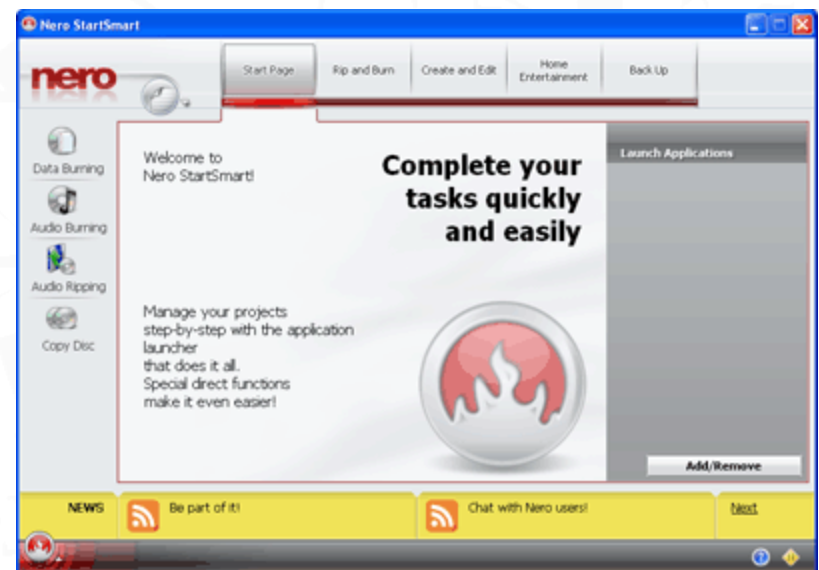 Nero StartSmart
nero
Start Page
Rip and Burn
Create and Edit
Home
Entertainment
Back Up
Data Burning
Audio Burning
Audio Ripping
Copy Disc
Welcome to
Nero StartSmart!
Complete your
tasks quickly
and easily
Manage your projects
step-by-step with the application
launcher
that does it all.
Special direct functions
make it even easier!
Launch Applications
Add/Remove
NEWS
Be part of it!
Chat with Nero users!
Next